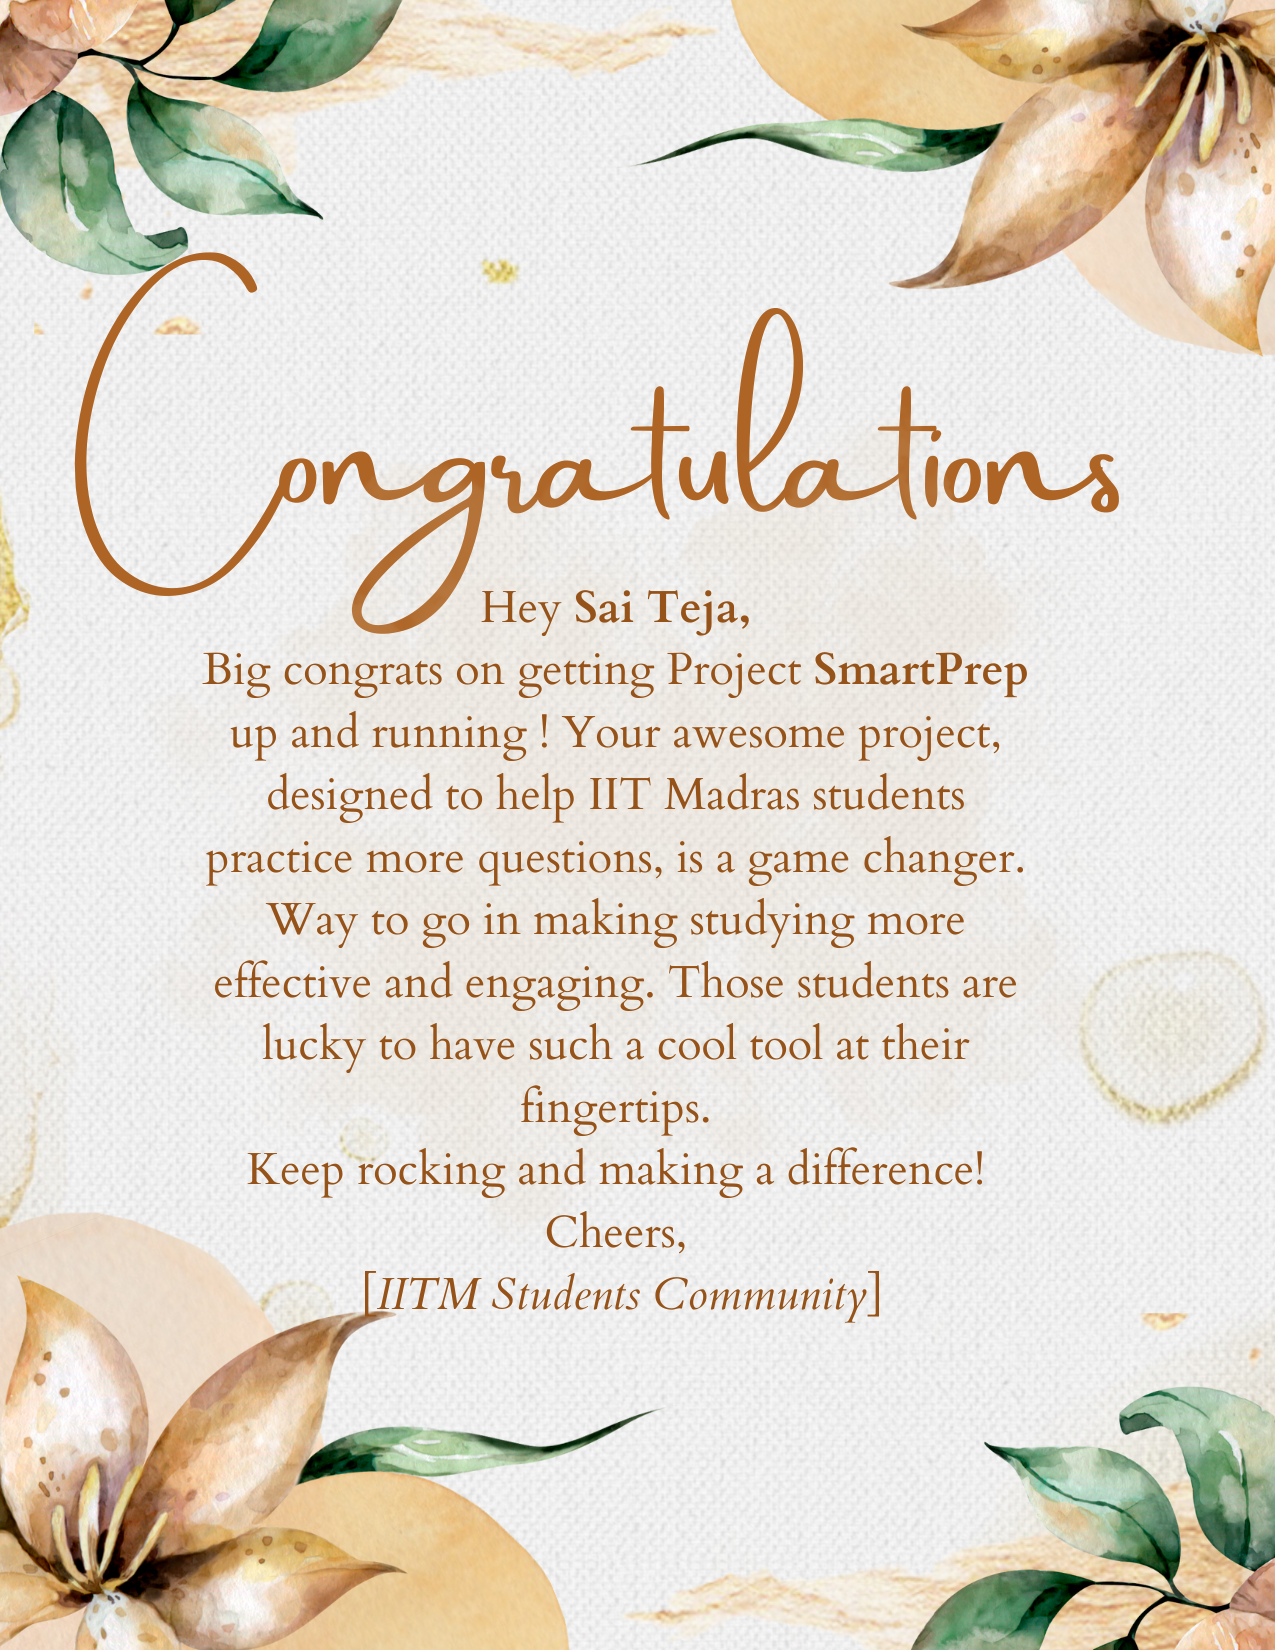 Congratulations
Hey Sai Teja,
Big congrats on getting Project SmartPrep
up and running ! Your awesome project,
designed to help IIT Madras students
practice more questions, is a game changer.
Way to go in making studying more
effective and engaging. Those students are
lucky to have such a cool tool at their
fingertips.
Keep rocking and making a difference!
Cheers,
[IITM Students Community]